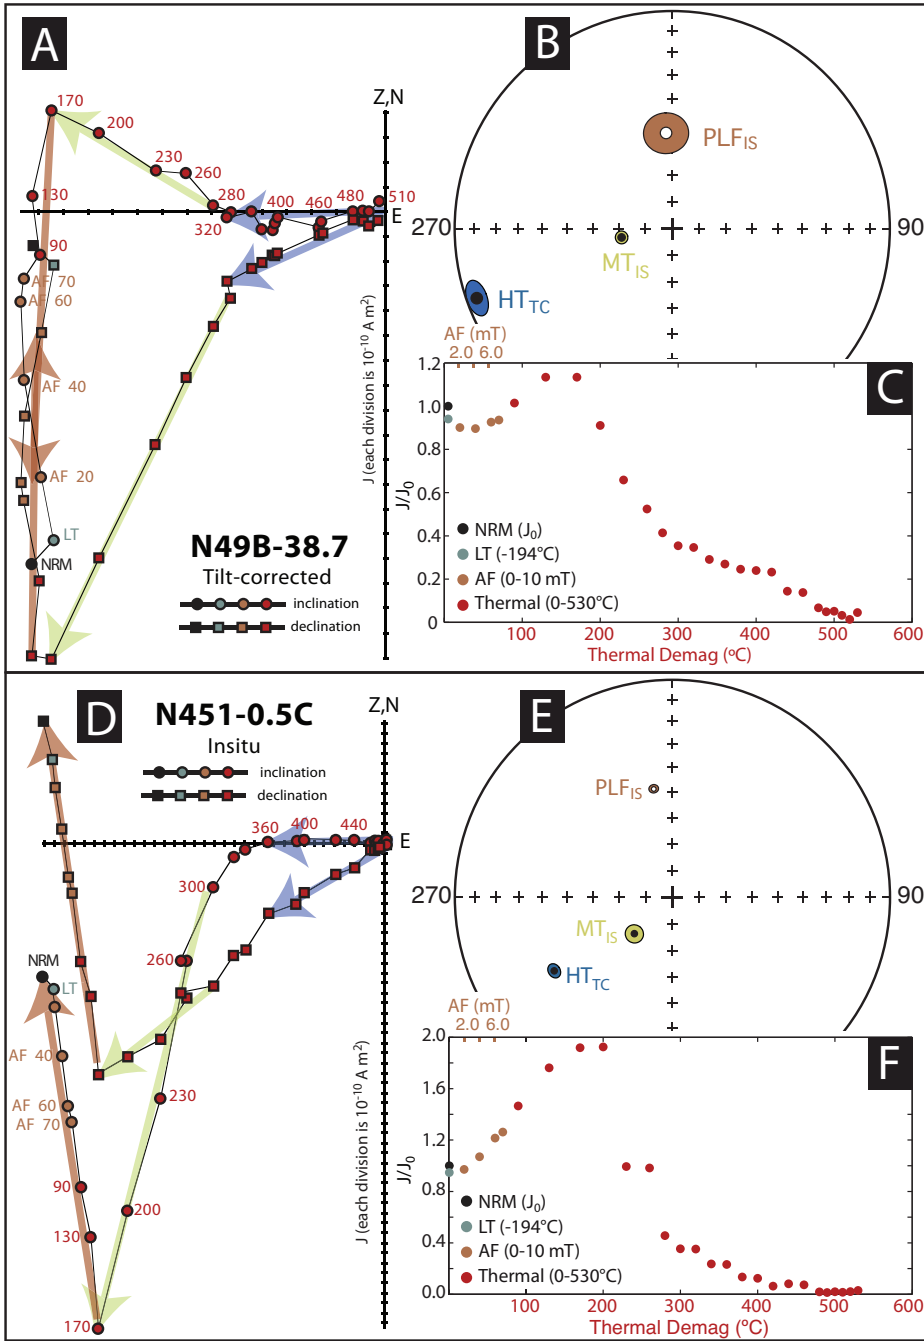 A
170
200
230
260
280
320
400
460
480
510
130
90
Z,N
E
AF 70
AF 60
AF 40
AF 20
LT
NRM
J (each division is 10⁻¹⁰ A m²)
N49B-38.7
Tilt-corrected
inclination
declination
B
270
90
PLF_IS
MT_IS
HT_TC
C
AF (mT)
2.0 6.0
1.2
1.0
0.8
0.6
0.4
0.2
0
J/J₀
NRM (J₀)
LT (-194°C)
AF (0-10 mT)
Thermal (0-530°C)
100 200 300 400 500 600
Thermal Demag (ºC)
D
N451-0.5C
Insitu
inclination
declination
Z,N
E
360
400
440
300
260
230
200
170
NRM
LT
AF 40
AF 60
AF 70
90
130
J (each division is 10⁻¹⁰ A m²)
E
270
90
PLF_IS
MT_IS
HT_TC
F
AF (mT)
2.0 6.0
2.0
1.6
1.2
0.8
0.4
0.0
J/J₀
NRM (J₀)
LT (-194°C)
AF (0-10 mT)
Thermal (0-530°C)
100 200 300 400 500 600
Thermal Demag (°C)